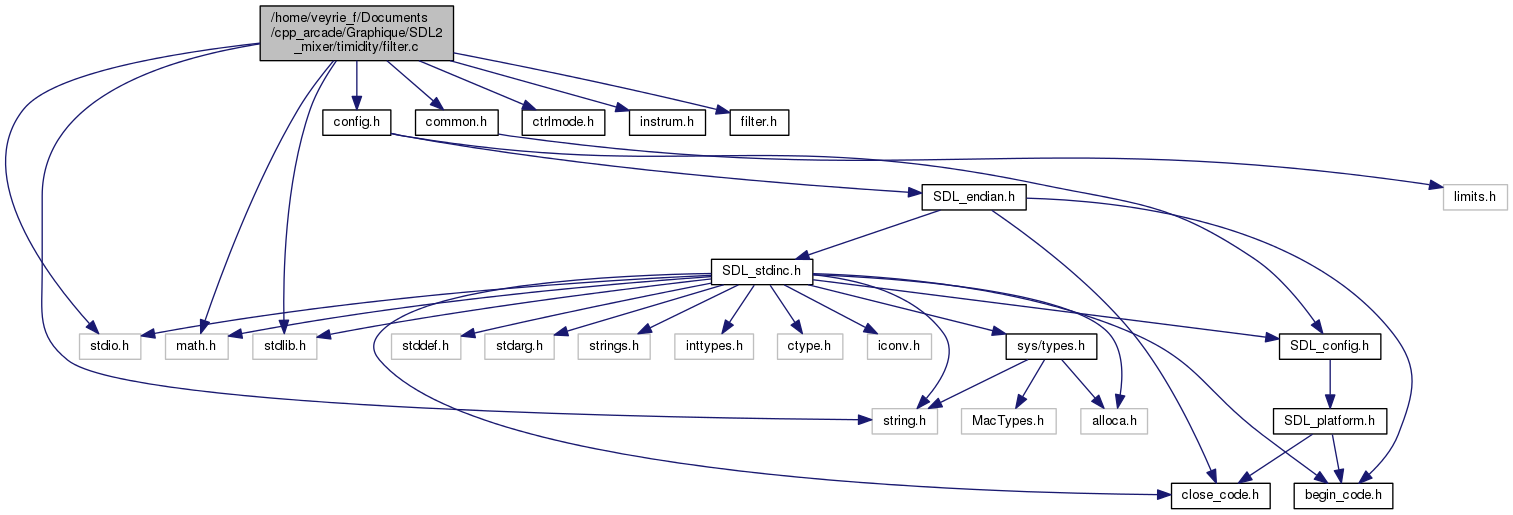 /home/veyrie_f/Documents
/cpp_arcade/Graphique/SDL2
_mixer/timidity/filter.c
config.h
common.h
ctrlmode.h
instrum.h
filter.h
SDL_endian.h
limits.h
SDL_stdinc.h
stdio.h
math.h
stdlib.h
stddef.h
stdarg.h
strings.h
inttypes.h
ctype.h
iconv.h
sys/types.h
SDL_config.h
string.h
MacTypes.h
alloca.h
SDL_platform.h
close_code.h
begin_code.h